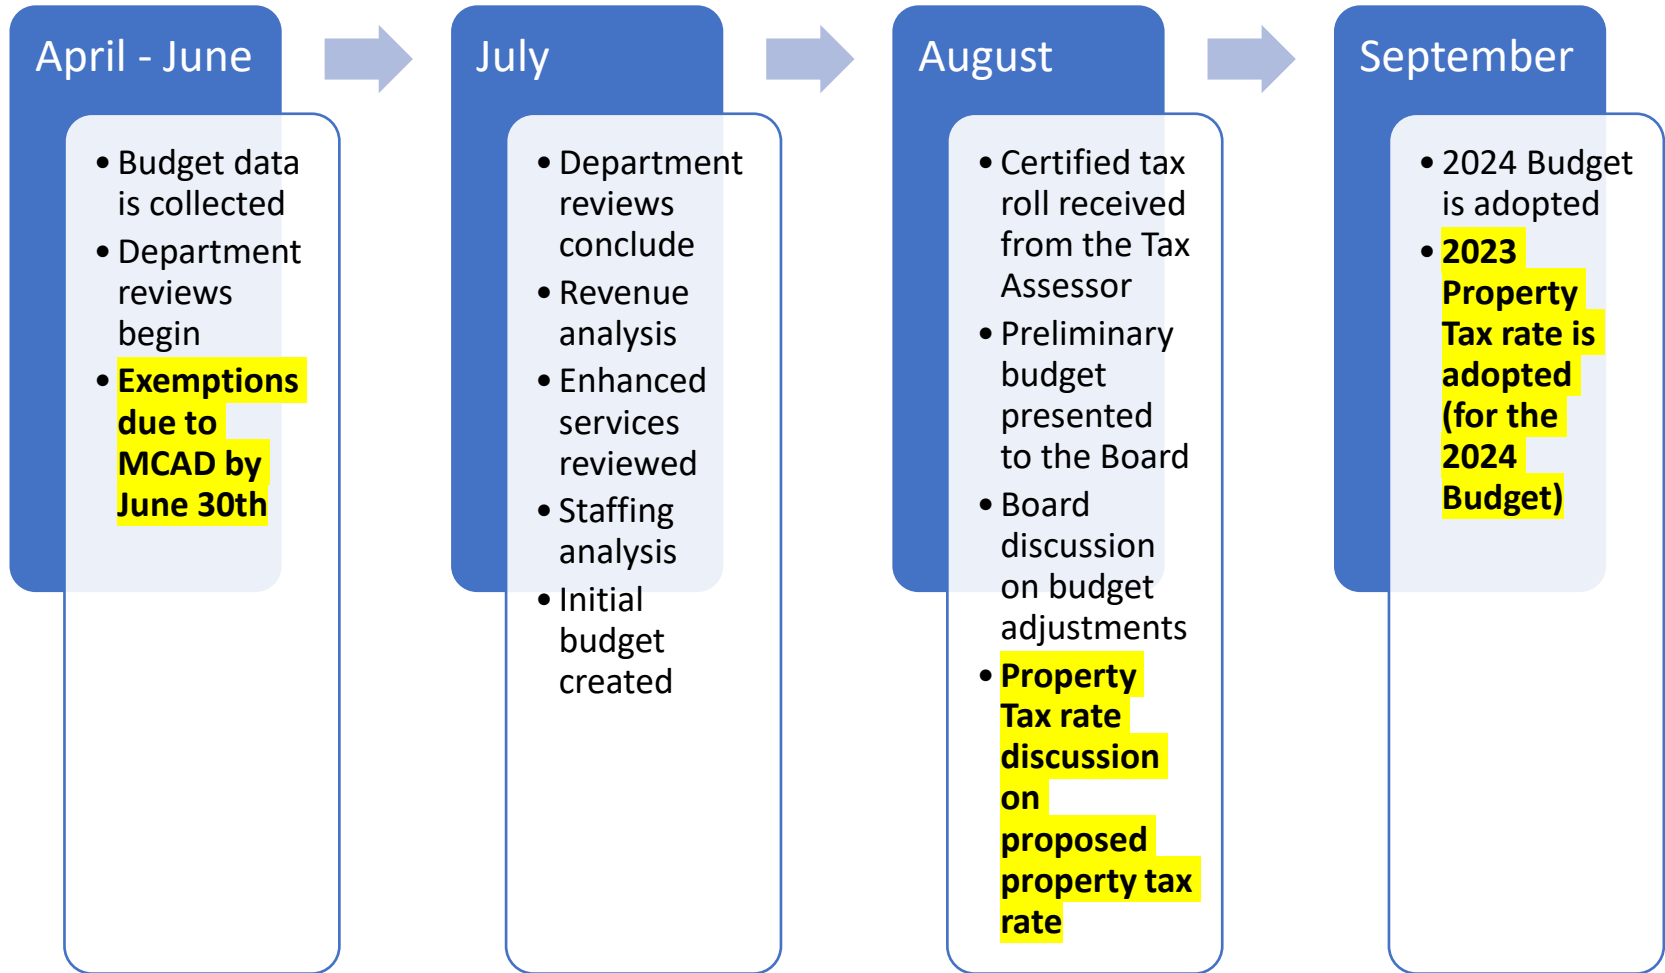 April - June
• Budget data
is collected
• Department
reviews
begin
• Exemptions
due to
MCAD by
June 30th
July
• Department
reviews
conclude
• Revenue
analysis
• Enhanced
services
reviewed
• Staffing
analysis
• Initial
budget
created
August
• Certified tax
roll received
from the Tax
Assessor
• Preliminary
budget
presented
to the Board
• Board
discussion
on budget
adjustments
• Property
Tax rate
discussion
on
proposed
property tax
rate
September
• 2024 Budget
is adopted
• 2023
Property
Tax rate is
adopted
(for the
2024
Budget)